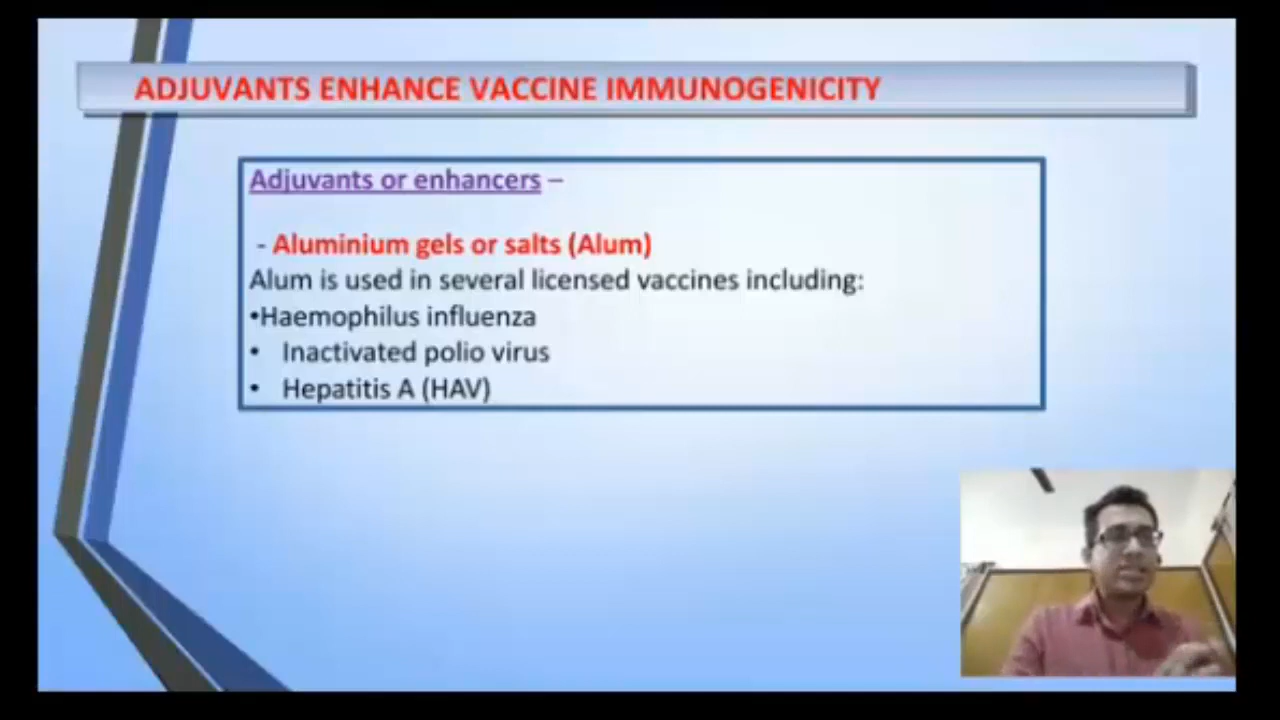 ADJUVANTS ENHANCE VACCINE IMMUNOGENICITY
Adjuvants or enhancers –
- Aluminium gels or salts (Alum)
Alum is used in several licensed vaccines including:
•Haemophilus influenza
• Inactivated polio virus
• Hepatitis A (HAV)